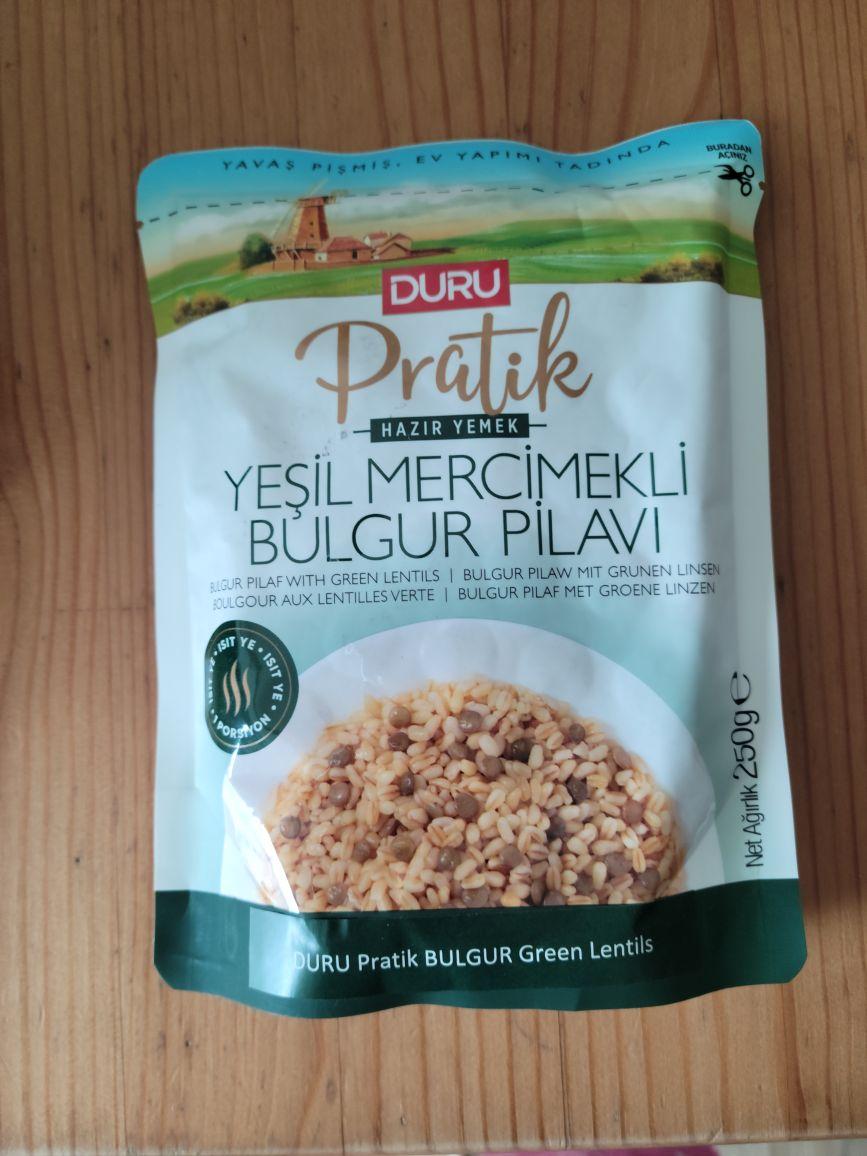 YAVAŞ PİŞMİŞ, EV YAPIMI TADINDA
BURADAN
AÇINIZ
DURU
Pratik
HAZIR YEMEK
YEŞİL MERCİMEKLİ
BULGUR PİLAVI
BULGUR PILAF WITH GREEN LENTILS | BULGUR PILAW MIT GRUNEN LINSEN
BOULGOUR AUX LENTILLES VERTE | BULGUR PILAF MET GROENE LINZEN
ISIT YE • ISIT YE • ISIT YE •
1 PORSİYON
Net Ağırlık 250g e
DURU Pratik BULGUR Green Lentils